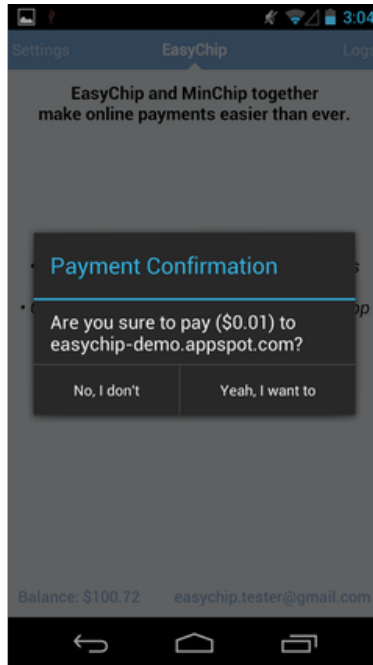 3:04
Settings EasyChip Logs
EasyChip and MinChip together
make online payments easier than ever.
Payment Confirmation
Are you sure to pay ($0.01) to
easychip-demo.appspot.com?
No, I don't Yeah, I want to
Balance: $100.72 easychip.tester@gmail.com